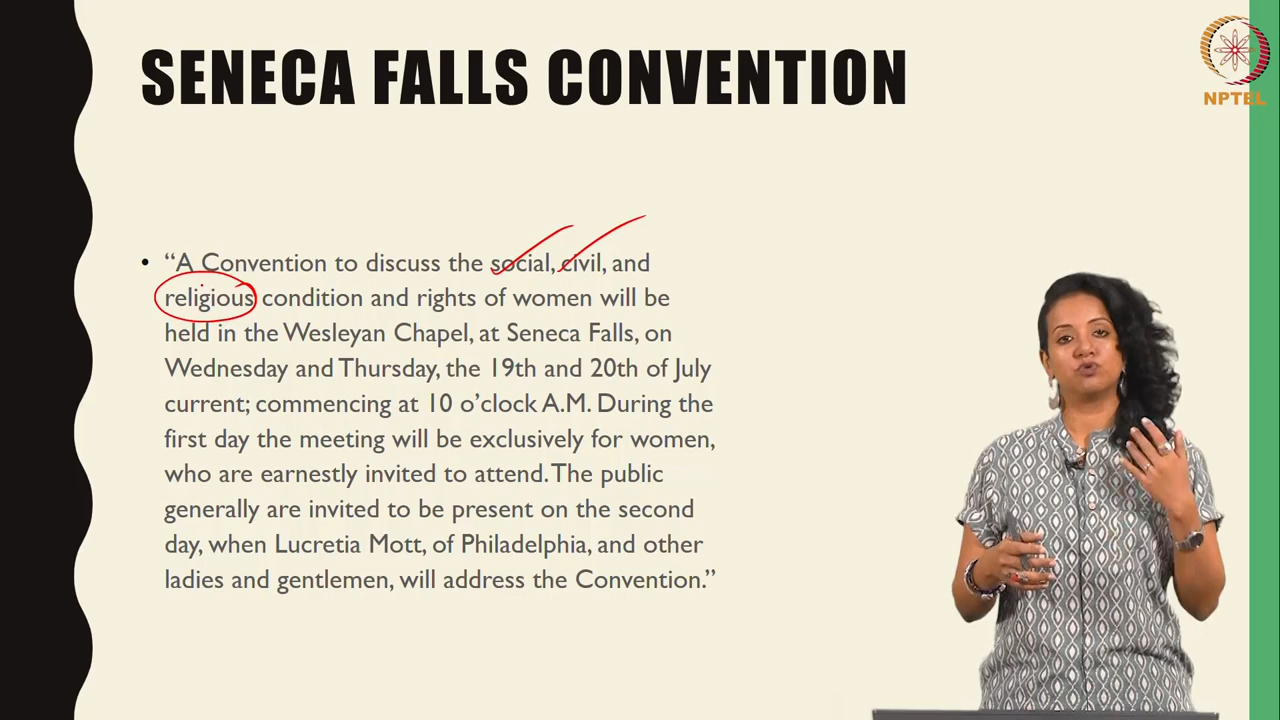 SENECA FALLS CONVENTION
NPTEL
• “A Convention to discuss the social, civil, and
religious condition and rights of women will be
held in the Wesleyan Chapel, at Seneca Falls, on
Wednesday and Thursday, the 19th and 20th of July
current; commencing at 10 o’clock A.M. During the
first day the meeting will be exclusively for women,
who are earnestly invited to attend. The public
generally are invited to be present on the second
day, when Lucretia Mott, of Philadelphia, and other
ladies and gentlemen, will address the Convention.”